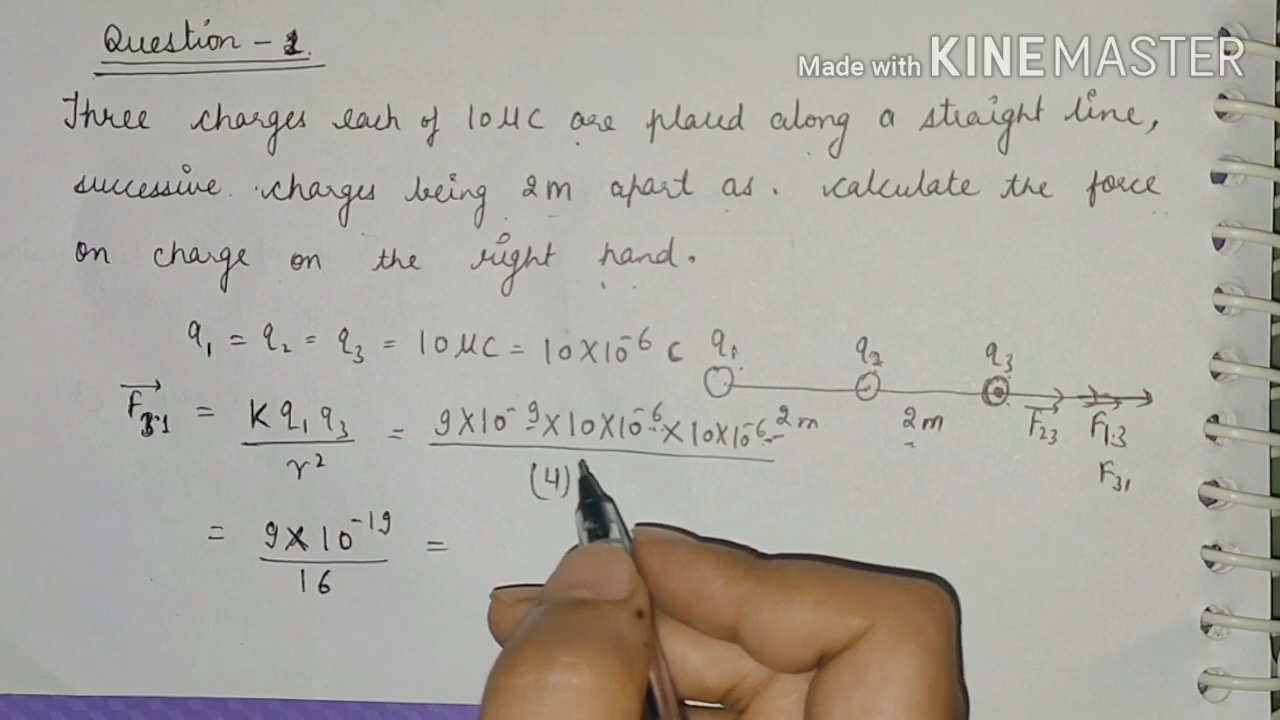 Question - 1.
Made with KINEMASTER
Three charges each of 10 μC are placed along a straight line,
successive charges being 2m apart as. calculate the force
on charge on the right hand.
q₁ = q₂ = q₃ = 10 μC = 10×10⁻⁶ C
q₁ q₂ q₃
2m 2m F₂₃ F₁.₃
F₃₁
F₃₁ = K q₁ q₃ / r² = 9×10⁻⁹×10×10⁻⁶×10×10⁻⁶ / (4)
= 9×10⁻¹⁹ / 16 =